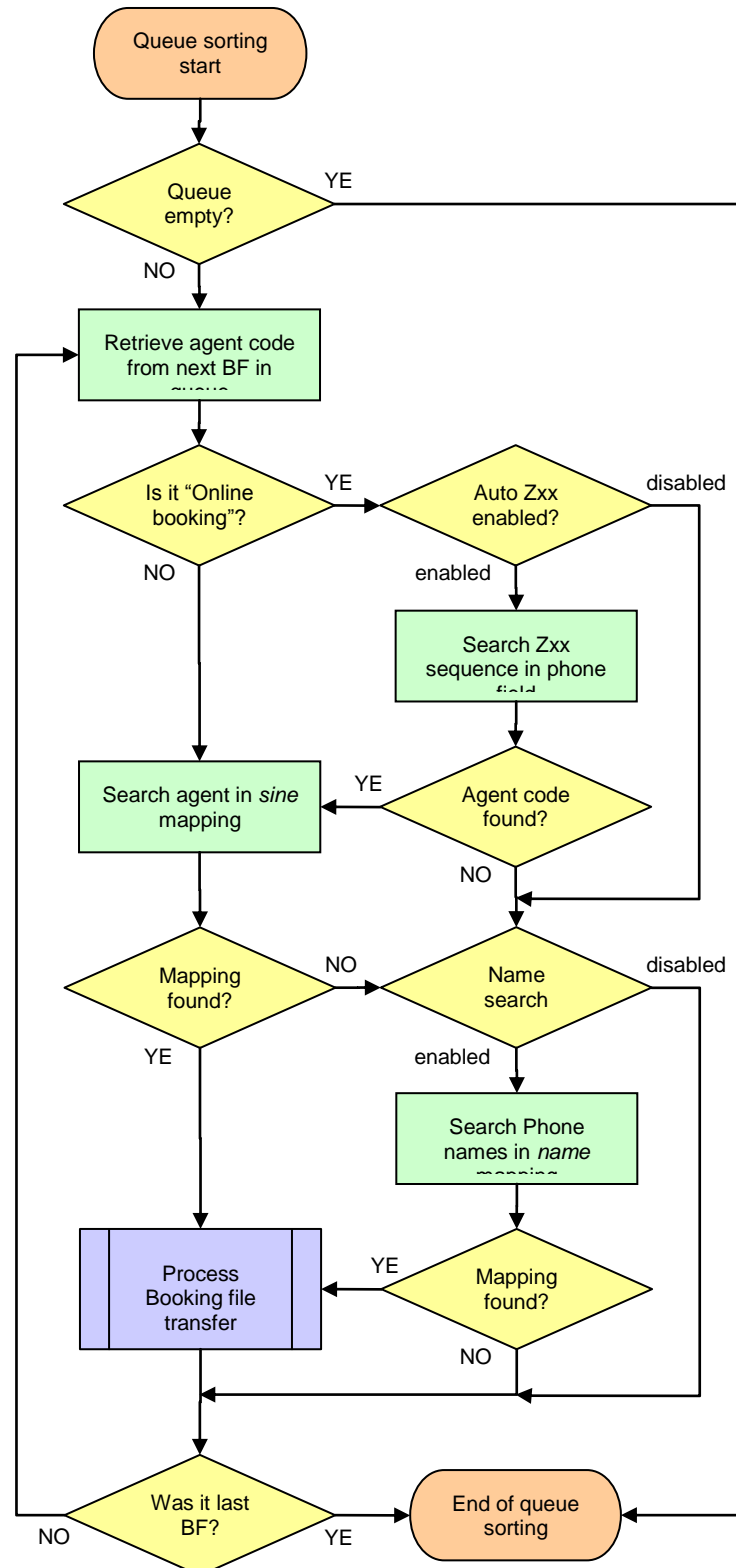 Queue sorting
start
Queue
empty?
YE
NO
Retrieve agent code
from next BF in
queue
Is it “Online
booking”?
YE
NO
Auto Zxx
enabled?
disabled
enabled
Search Zxx
sequence in phone
field
Search agent in sine
mapping
YE
Agent code
found?
NO
Mapping
found?
NO
YE
Name
search
disabled
enabled
Search Phone
names in name
mapping
Process
Booking file
transfer
YE
Mapping
found?
NO
Was it last
BF?
NO
YE
End of queue
sorting